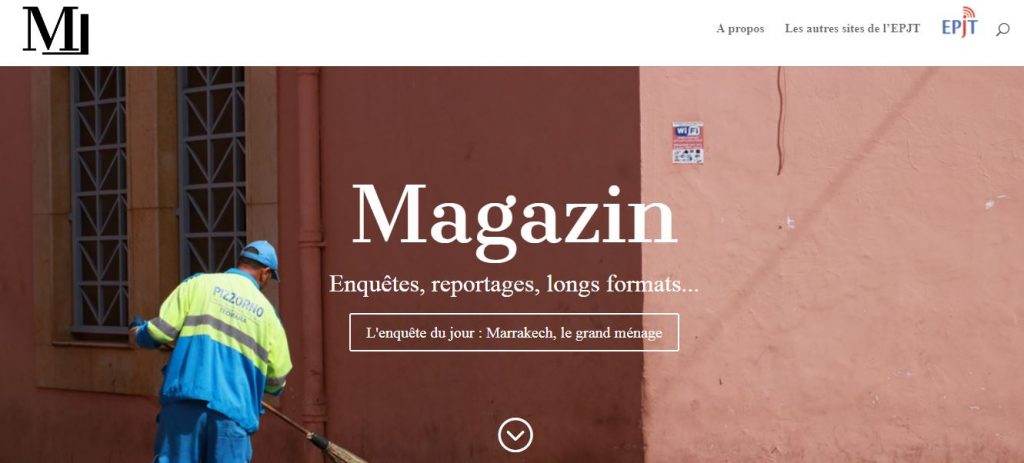 M
A propos
Les autres sites de l'EPJT
EPJT
WiFi
Magazin
Enquêtes, reportages, longs formats...
PIZZORNO
L'enquête du jour : Marrakech, le grand ménage